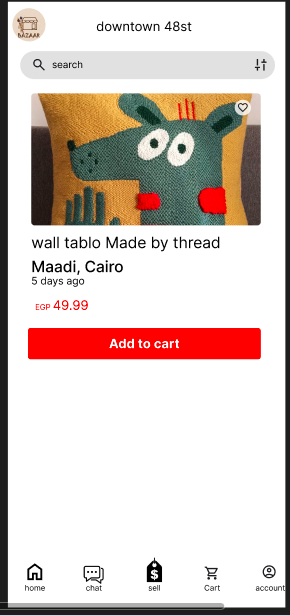 BAZAAR
downtown 48st
search
wall tablo Made by thread
Maadi, Cairo
5 days ago
EGP 49.99
Add to cart
$
home
chat
sell
Cart
account